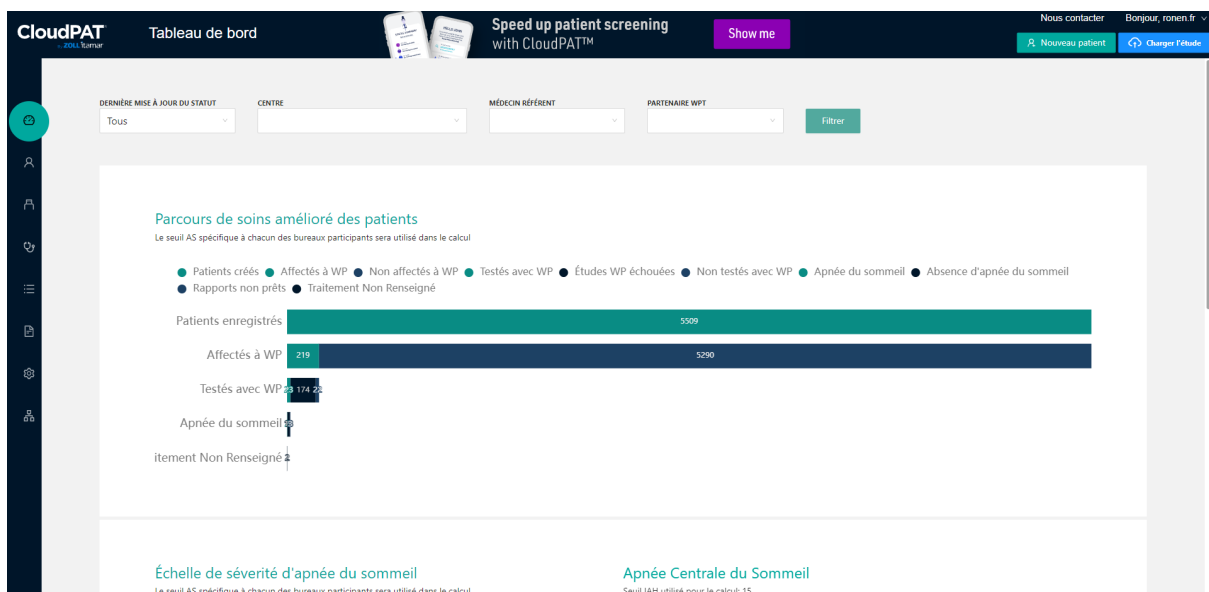 CloudPAT
by ZOLL itamar
Tableau de bord
Speed up patient screening
with CloudPAT™
Show me
Nous contacter
Bonjour, ronen.fr
Nouveau patient
Charger l'étude
DERNIÈRE MISE À JOUR DU STATUT
CENTRE
MÉDECIN RÉFÉRENT
PARTENAIRE WPT
Tous
Filtrer
Parcours de soins amélioré des patients
Le seuil AS spécifique à chacun des bureaux participants sera utilisé dans le calcul
Patients créés Affectés à WP Non affectés à WP Testés avec WP Études WP échouées Non testés avec WP Apnée du sommeil Absence d'apnée du sommeil
Rapports non prêts Traitement Non Renseigné
Patients enregistrés 5509
Affectés à WP 219 5290
Testés avec WP 23 174 22
Apnée du sommeil
itement Non Renseigné 2
Échelle de séverité d'apnée du sommeil
Le seuil AS spécifique à chacun des bureaux participants sera utilisé dans le calcul
Apnée Centrale du Sommeil
Seuil IAH utilisé pour le calcul: 15